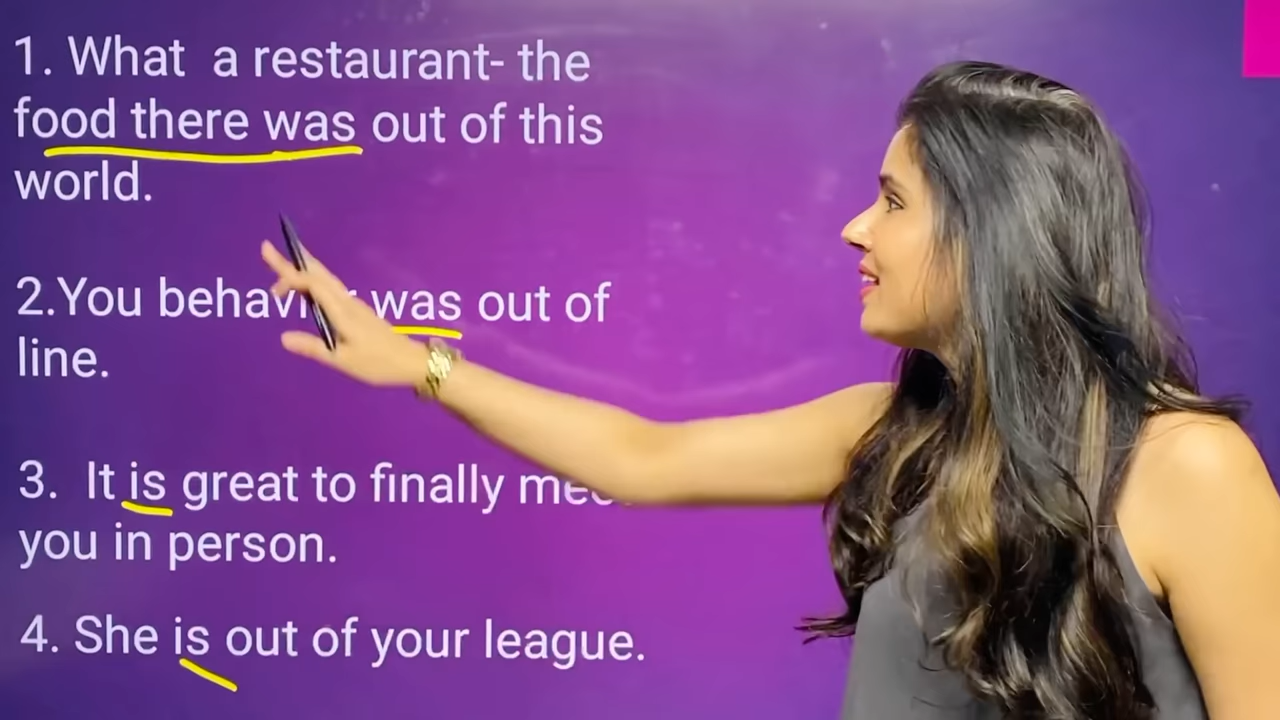 1. What a restaurant- the
food there was out of this
world.
2.You was out of
line.
3. It is great to finally
you in person.
4. She is out of your league.